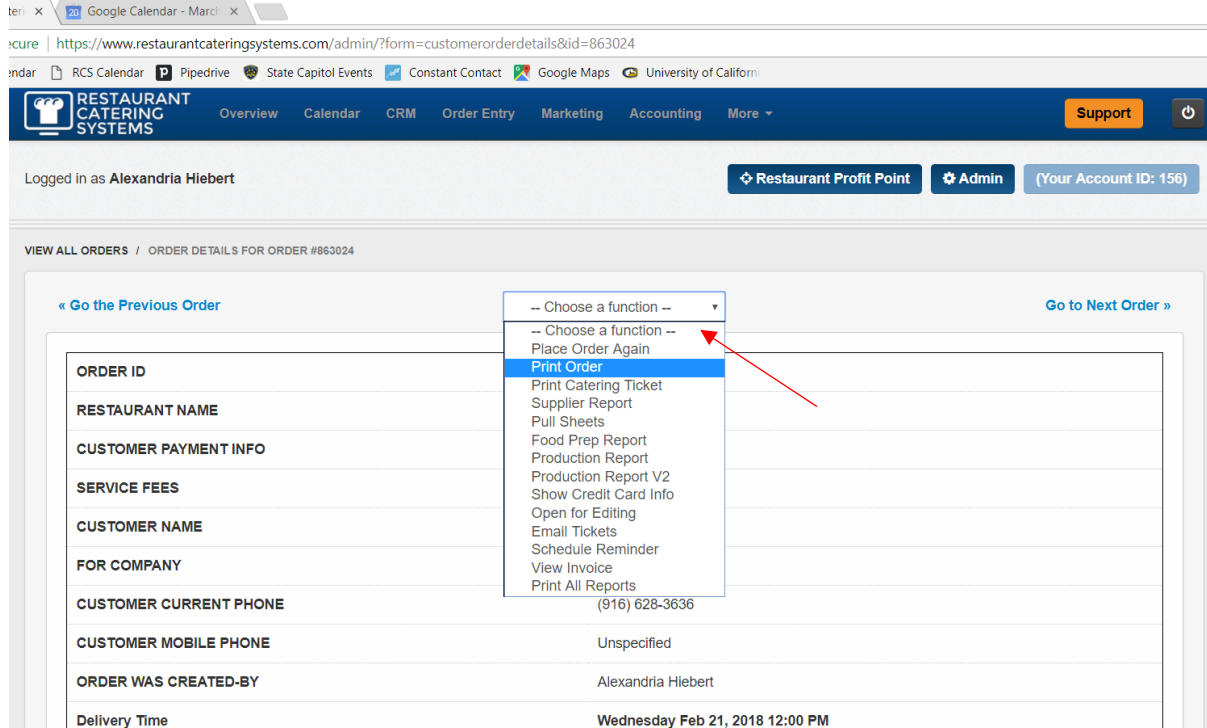 teri × Google Calendar - March ×
ecure | https://www.restaurantcateringsystems.com/admin/?form=customerorderdetails&id=863024
endar RCS Calendar Pipedrive State Capitol Events Constant Contact Google Maps University of Californi
RESTAURANT
CATERING
SYSTEMS
Overview Calendar CRM Order Entry Marketing Accounting More
Support
Logged in as Alexandria Hiebert
Restaurant Profit Point Admin (Your Account ID: 156)
VIEW ALL ORDERS / ORDER DETAILS FOR ORDER #863024
« Go the Previous Order
-- Choose a function --
Go to Next Order »
-- Choose a function --
Place Order Again
Print Order
Print Catering Ticket
Supplier Report
Pull Sheets
Food Prep Report
Production Report
Production Report V2
Show Credit Card Info
Open for Editing
Email Tickets
Schedule Reminder
View Invoice
Print All Reports
ORDER ID
RESTAURANT NAME
CUSTOMER PAYMENT INFO
SERVICE FEES
CUSTOMER NAME
FOR COMPANY
CUSTOMER CURRENT PHONE (916) 628-3636
CUSTOMER MOBILE PHONE Unspecified
ORDER WAS CREATED-BY Alexandria Hiebert
Delivery Time Wednesday Feb 21, 2018 12:00 PM